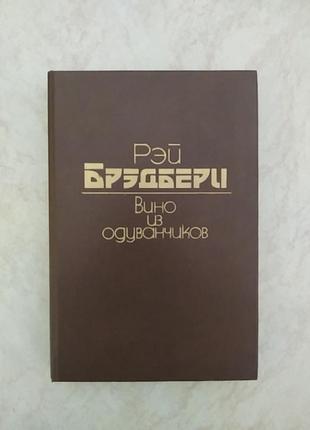 Рэй
Брэдбери
Вино
из
одуванчиков